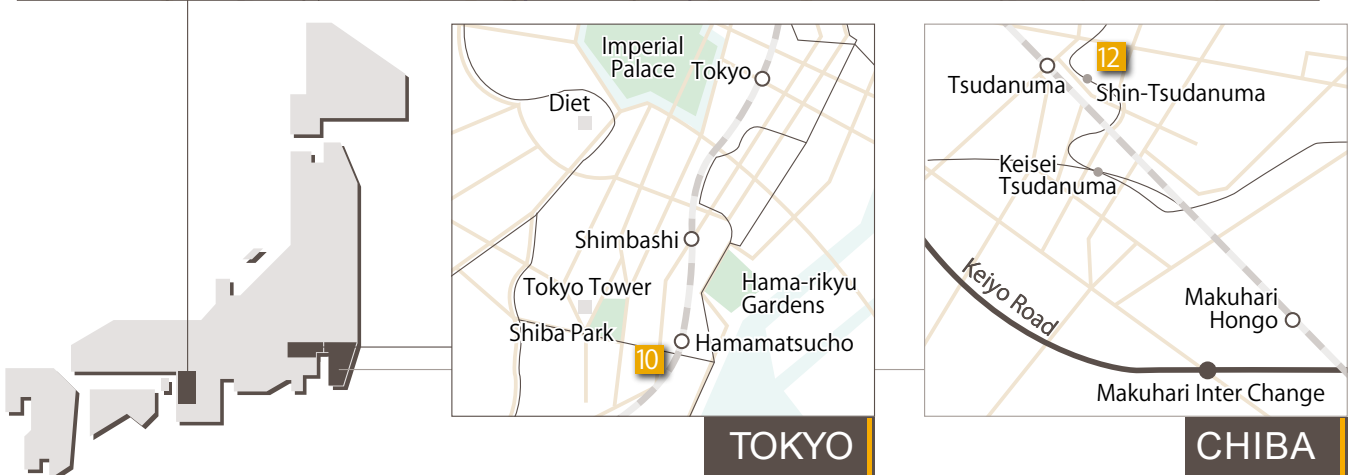 Imperial
Palace
Tokyo
Diet
Shimbashi
Tokyo Tower
Hama-rikyu
Gardens
Shiba Park
Hamamatsucho
10
TOKYO
12
Tsudanuma
Shin-Tsudanuma
Keisei
Tsudanuma
Keiyo Road
Makuhari
Hongo
Makuhari Inter Change
CHIBA